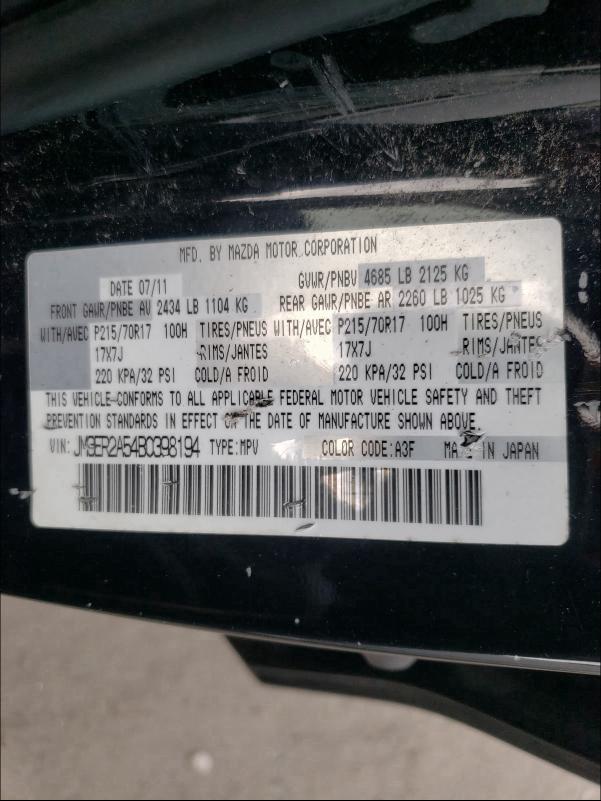 MFD. BY MAZDA MOTOR CORPORATION
DATE 07/11 GVWR/PNBV 4685 LB 2125 KG
FRONT GAWR/PNBE AV 2434 LB 1104 KG REAR GAWR/PNBE AR 2260 LB 1025 KG
WITH/AVEC P215/70R17 100H TIRES/PNEUS WITH/AVEC P215/70R17 100H TIRES/PNEUS
17X7J RIMS/JANTES 17X7J RIMS/JANTES
220 KPA/32 PSI COLD/A FROID 220 KPA/32 PSI COLD/A FROID
THIS VEHICLE CONFORMS TO ALL APPLICABLE FEDERAL MOTOR VEHICLE SAFETY AND THEFT
PREVENTION STANDARDS IN EFFECT ON THE DATE OF MANUFACTURE SHOWN ABOVE.
VIN: JM3ER2A54B0398194 TYPE:MPV COLOR CODE:A3F MADE IN JAPAN